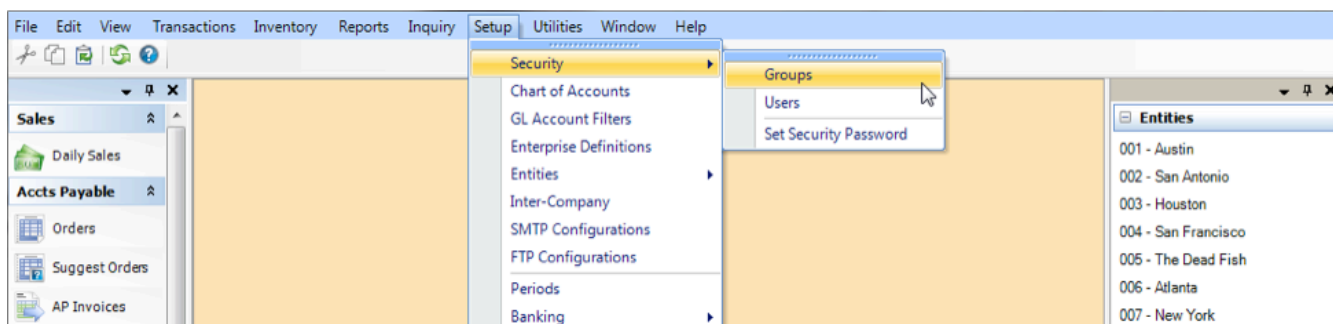 File Edit View Transactions Inventory Reports Inquiry Setup Utilities Window Help
Sales
Daily Sales
Accts Payable
Orders
Suggest Orders
AP Invoices
Security
Chart of Accounts
GL Account Filters
Enterprise Definitions
Entities
Inter-Company
SMTP Configurations
FTP Configurations
Periods
Banking
Groups
Users
Set Security Password
Entities
001 - Austin
002 - San Antonio
003 - Houston
004 - San Francisco
005 - The Dead Fish
006 - Atlanta
007 - New York